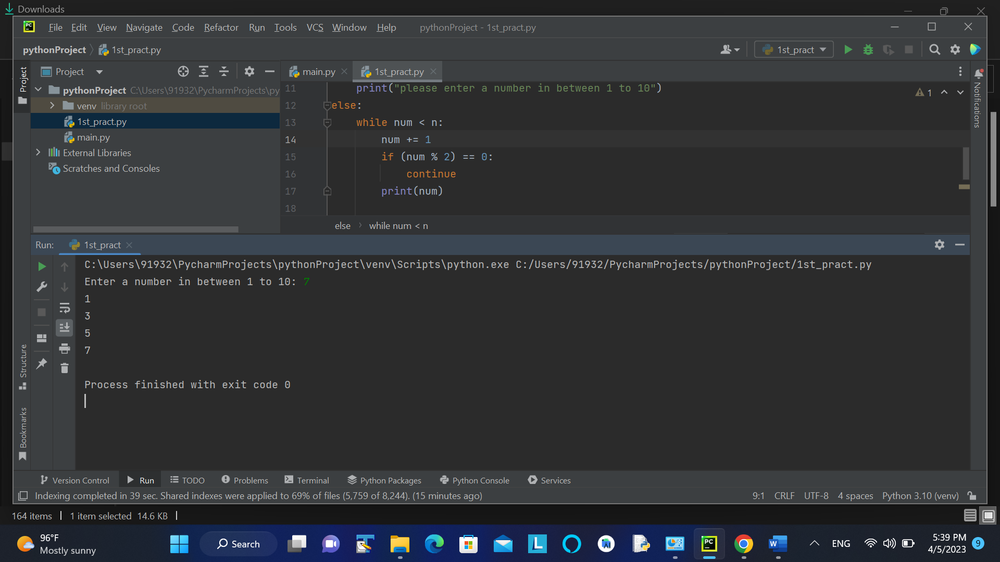 Downloads
PC File Edit View Navigate Code Refactor Run Tools VCS Window Help pythonProject - 1st_pract.py
pythonProject 1st_pract.py 1st_pract
Project Project main.py 1st_pract.py
pythonProject C:\Users\91932\PycharmProjects\py
venv library root
1st_pract.py
main.py
External Libraries
Scratches and Consoles
11 print("please enter a number in between 1 to 10") 1
12 else:
13 while num < n:
14 num += 1
15 if (num % 2) == 0:
16 continue
17 print(num)
18
else while num < n
Notifications
Run: 1st_pract
C:\Users\91932\PycharmProjects\pythonProject\venv\Scripts\python.exe C:/Users/91932/PycharmProjects/pythonProject/1st_pract.py
Enter a number in between 1 to 10: 7
1
3
5
7
Process finished with exit code 0
Structure
Bookmarks
Version Control Run TODO Problems Terminal Python Packages Python Console Services
Indexing completed in 39 sec. Shared indexes were applied to 69% of files (5,759 of 8,244). (15 minutes ago) 9:1 CRLF UTF-8 4 spaces Python 3.10 (venv)
164 items 1 item selected 14.6 KB
96°F
Mostly sunny
Search L PC W ENG
5:39 PM
4/5/2023 9